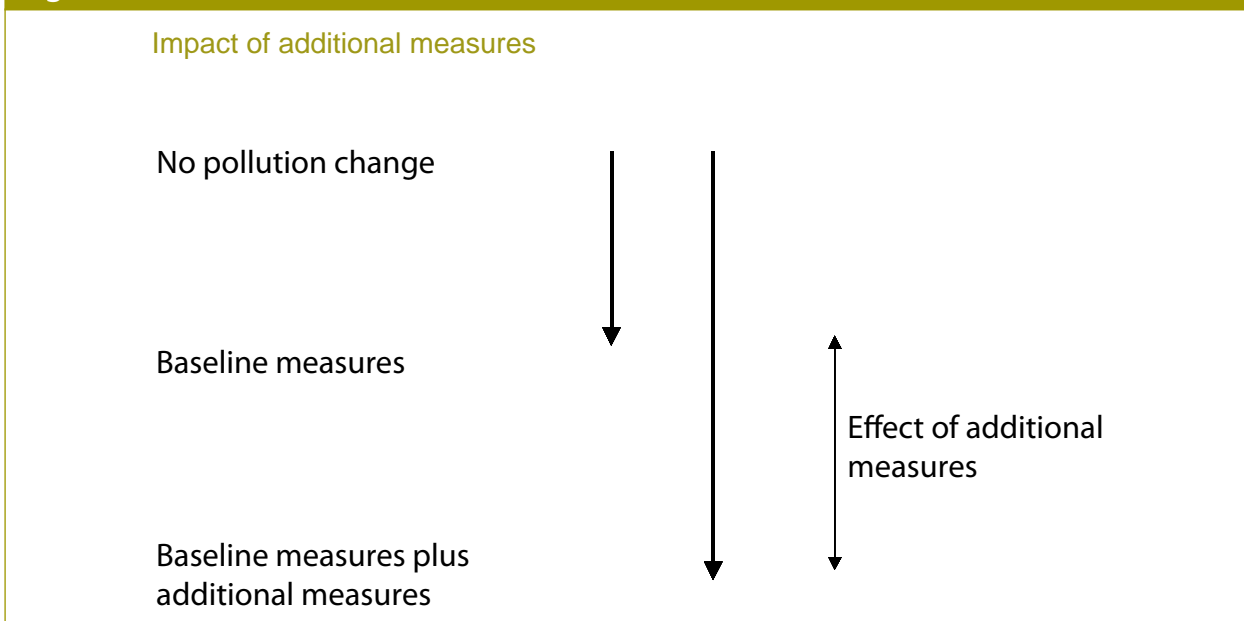 Impact of additional measures
No pollution change
Baseline measures
Effect of additional
measures
Baseline measures plus
additional measures